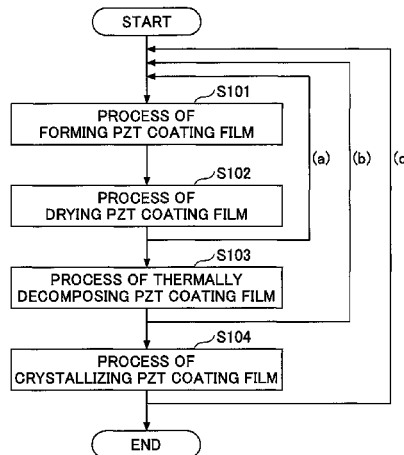 START
S101
PROCESS OF
FORMING PZT COATING FILM
S102
PROCESS OF
DRYING PZT COATING FILM
(a)
(b)
S103
PROCESS OF THERMALLY
DECOMPOSING PZT COATING FILM
S104
PROCESS OF
CRYSTALLIZING PZT COATING FILM
END